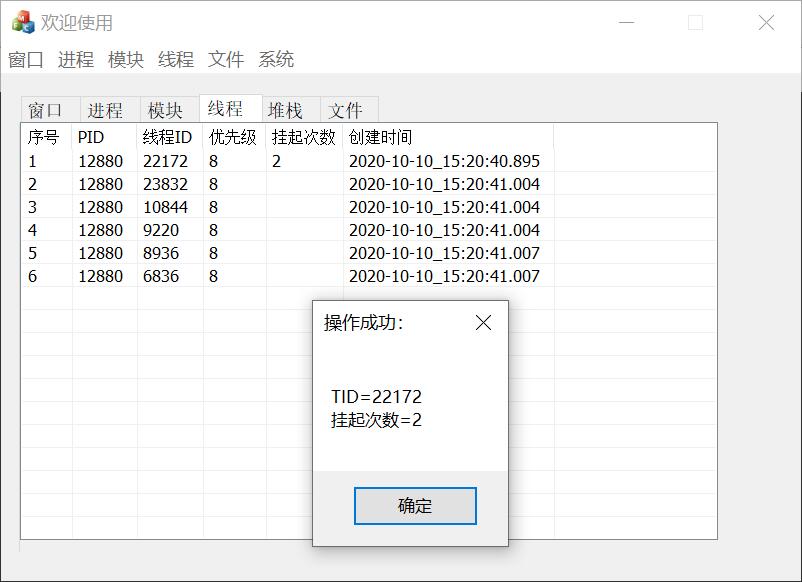 欢迎使用
窗口 进程 模块 线程 文件 系统
窗口 进程 模块 线程 堆栈 文件
序号 PID 线程ID 优先级 挂起次数 创建时间
1 12880 22172 8 2 2020-10-10_15:20:40.895
2 12880 23832 8 2020-10-10_15:20:41.004
3 12880 10844 8 2020-10-10_15:20:41.004
4 12880 9220 8 2020-10-10_15:20:41.004
5 12880 8936 8 2020-10-10_15:20:41.007
6 12880 6836 8 2020-10-10_15:20:41.007
操作成功:
TID=22172
挂起次数=2
确定